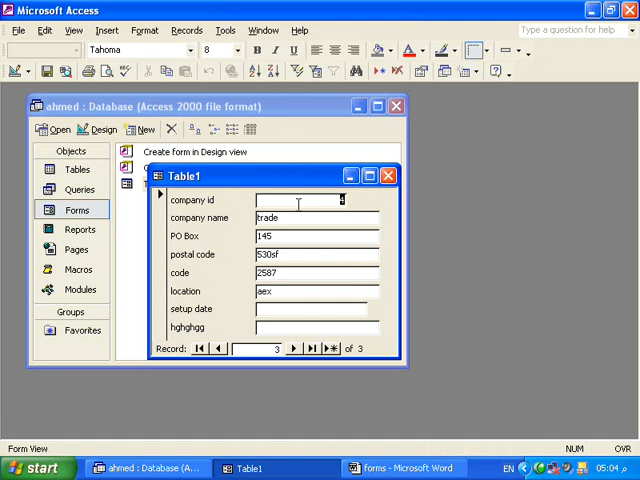 Microsoft Access
File Edit View Insert Format Records Tools Window Help Type a question for help
Tahoma 8 B I U
ahmed : Database (Access 2000 file format)
Open Design New
Objects
Tables
Queries
Forms
Reports
Pages
Macros
Modules
Groups
Favorites
Create form in Design view
Table1
company id 4
company name trade
PO Box 145
postal code 530sf
code 2587
location aex
setup date
hghghgg
Record: 3 of 3
Form View NUM OVR
start ahmed : Database (A... Table1 forms - Microsoft Word EN 05:04 م